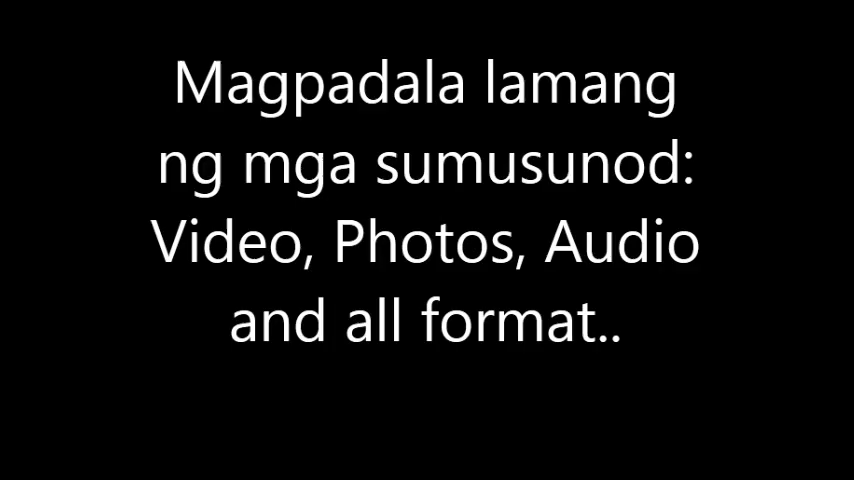 Magpadala lamang
ng mga sumusunod:
Video, Photos, Audio
and all format..